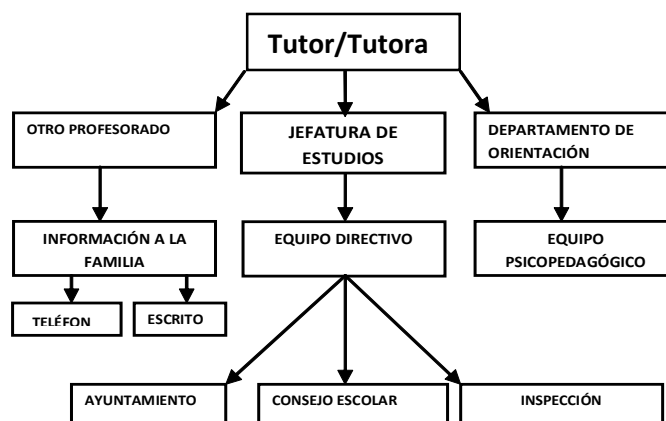 Tutor/Tutora
OTRO PROFESORADO
JEFATURA DE
ESTUDIOS
DEPARTAMENTO DE
ORIENTACIÓN
INFORMACIÓN A LA
FAMILIA
EQUIPO DIRECTIVO
EQUIPO
PSICOPEDAGÓGICO
TELÉFON
ESCRITO
AYUNTAMIENTO
CONSEJO ESCOLAR
INSPECCIÓN